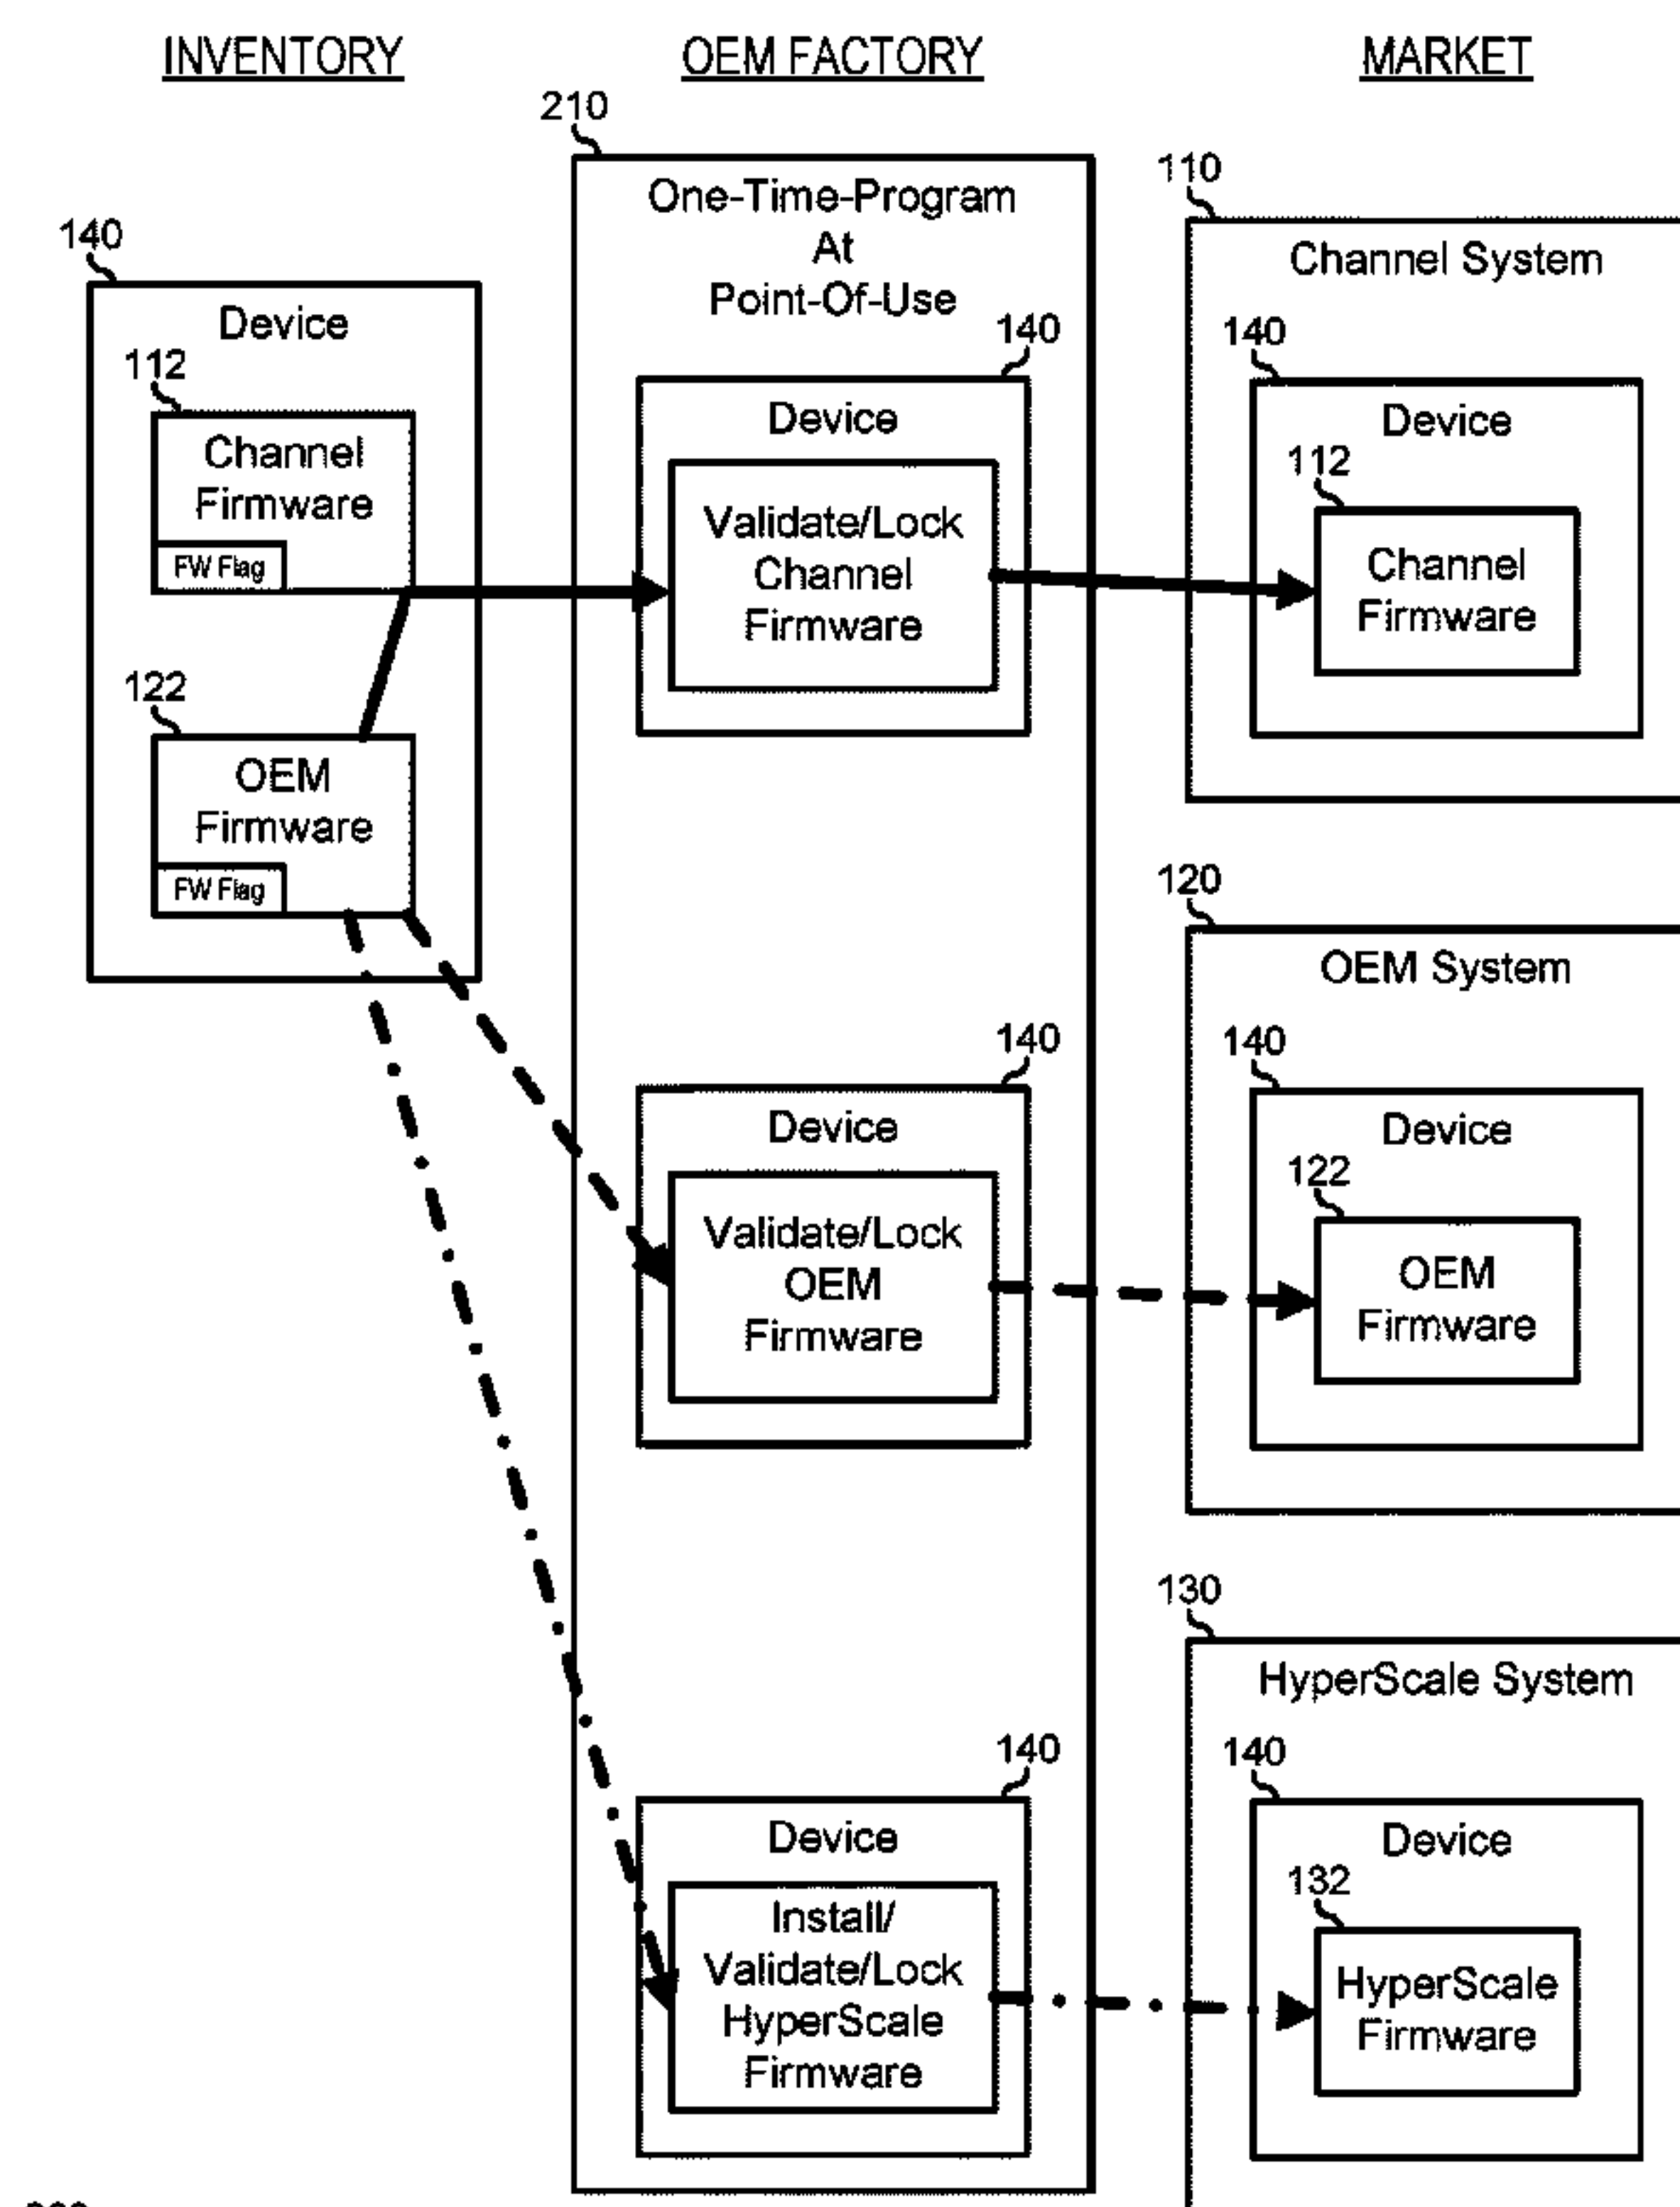 INVENTORY
OEM FACTORY
MARKET
140
Device
112
Channel
Firmware
FW Flag
122
OEM
Firmware
FW Flag
210
One-Time-Program
At
Point-Of-Use
140
Device
Validate/Lock
Channel
Firmware
140
Device
Validate/Lock
OEM
Firmware
140
Device
Install/
Validate/Lock
HyperScale
Firmware
110
Channel System
140
Device
112
Channel
Firmware
120
OEM System
140
Device
122
OEM
Firmware
130
HyperScale System
140
Device
132
HyperScale
Firmware